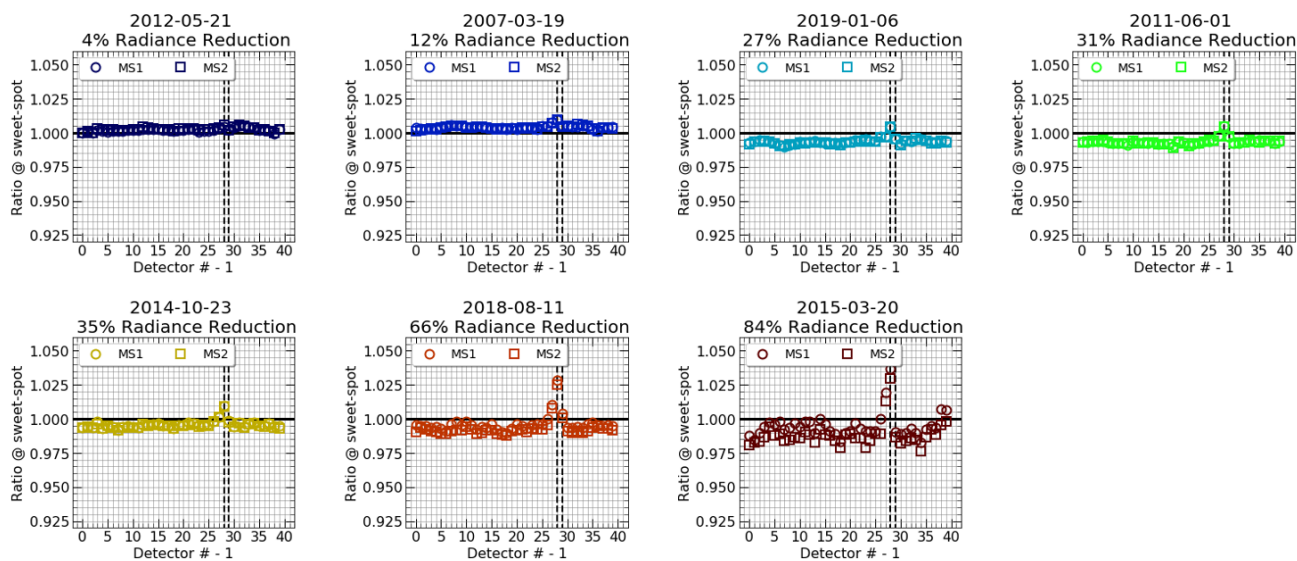 2012-05-21
4% Radiance Reduction
MS1 MS2
1.050
1.025
1.000
0.975
0.950
0.925
Ratio @ sweet-spot
0 5 10 15 20 25 30 35 40
Detector # - 1
2007-03-19
12% Radiance Reduction
MS1 MS2
1.050
1.025
1.000
0.975
0.950
0.925
Ratio @ sweet-spot
0 5 10 15 20 25 30 35 40
Detector # - 1
2019-01-06
27% Radiance Reduction
MS1 MS2
1.050
1.025
1.000
0.975
0.950
0.925
Ratio @ sweet-spot
0 5 10 15 20 25 30 35 40
Detector # - 1
2011-06-01
31% Radiance Reduction
MS1 MS2
1.050
1.025
1.000
0.975
0.950
0.925
Ratio @ sweet-spot
0 5 10 15 20 25 30 35 40
Detector # - 1
2014-10-23
35% Radiance Reduction
MS1 MS2
1.050
1.025
1.000
0.975
0.950
0.925
Ratio @ sweet-spot
0 5 10 15 20 25 30 35 40
Detector # - 1
2018-08-11
66% Radiance Reduction
MS1 MS2
1.050
1.025
1.000
0.975
0.950
0.925
Ratio @ sweet-spot
0 5 10 15 20 25 30 35 40
Detector # - 1
2015-03-20
84% Radiance Reduction
MS1 MS2
1.050
1.025
1.000
0.975
0.950
0.925
Ratio @ sweet-spot
0 5 10 15 20 25 30 35 40
Detector # - 1